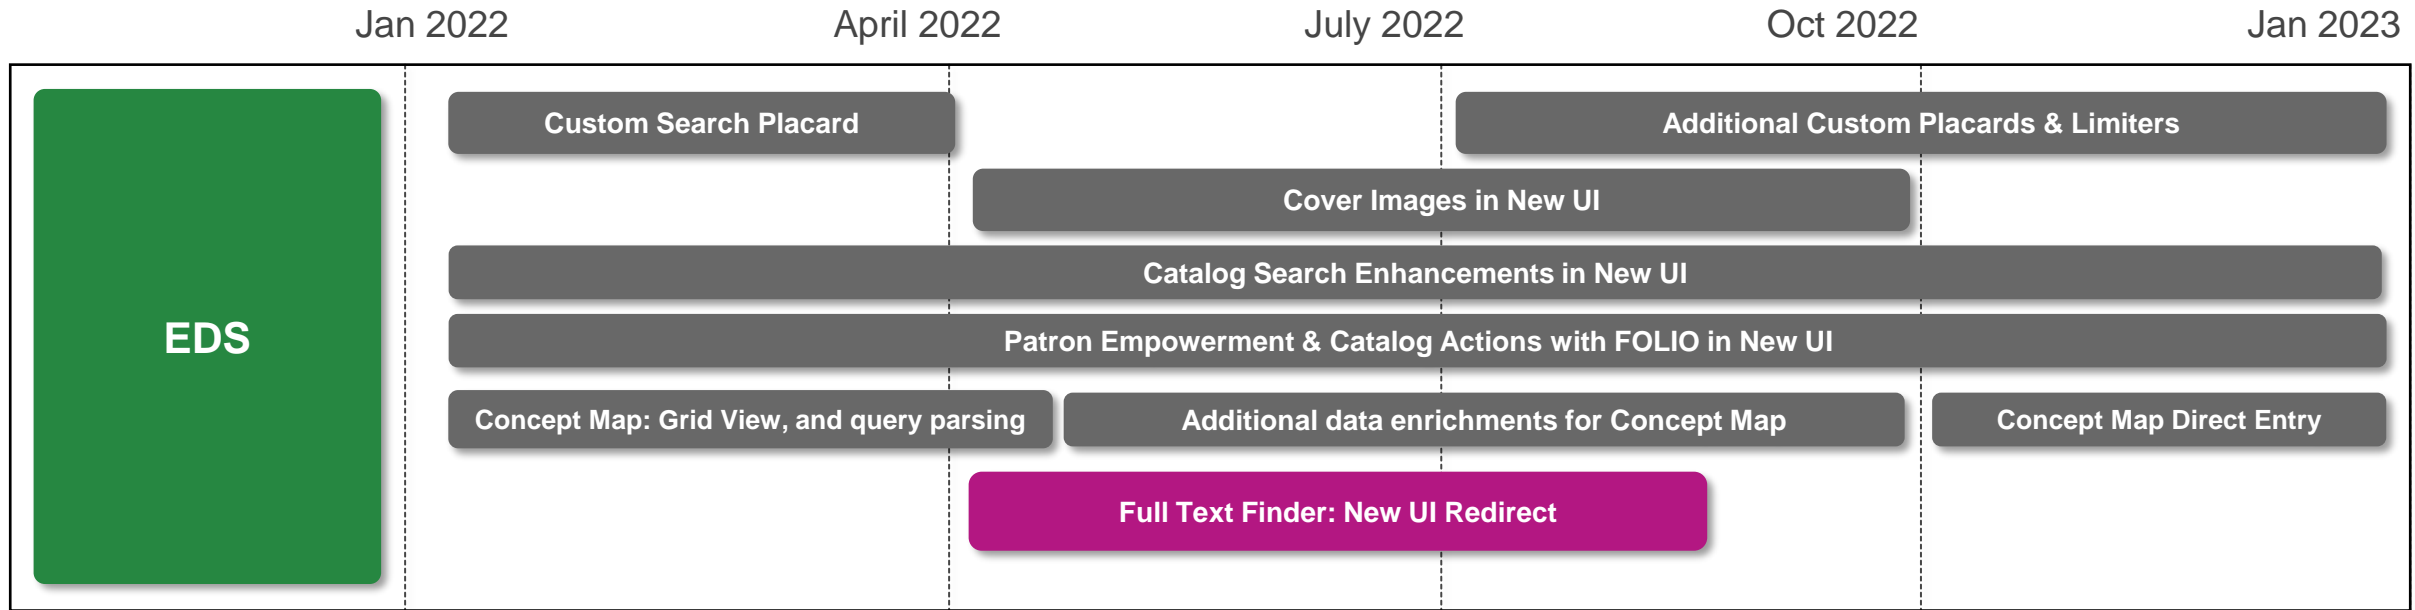 Jan 2022
April 2022
July 2022
Oct 2022
Jan 2023
EDS
Custom Search Placard
Additional Custom Placards & Limiters
Cover Images in New UI
Catalog Search Enhancements in New UI
Patron Empowerment & Catalog Actions with FOLIO in New UI
Concept Map: Grid View, and query parsing
Additional data enrichments for Concept Map
Concept Map Direct Entry
Full Text Finder: New UI Redirect